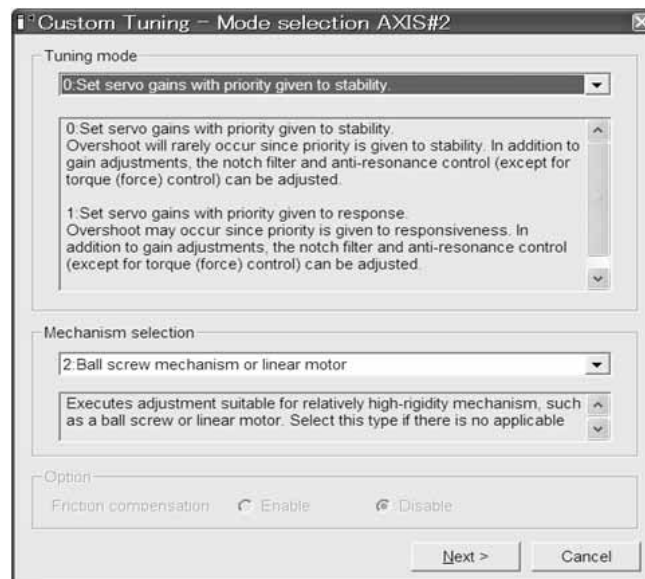 Custom Tuning - Mode selection AXIS#2
Tuning mode
0:Set servo gains with priority given to stability.
0:Set servo gains with priority given to stability.
Overshoot will rarely occur since priority is given to stability. In addition to
gain adjustments, the notch filter and anti-resonance control (except for
torque (force) control) can be adjusted.
1:Set servo gains with priority given to response.
Overshoot may occur since priority is given to responsiveness. In
addition to gain adjustments, the notch filter and anti-resonance control
(except for torque (force) control) can be adjusted.
Mechanism selection
2:Ball screw mechanism or linear motor
Executes adjustment suitable for relatively high-rigidity mechanism, such
as a ball screw or linear motor. Select this type if there is no applicable
Option
Friction compensation Enable Disable
Next > Cancel